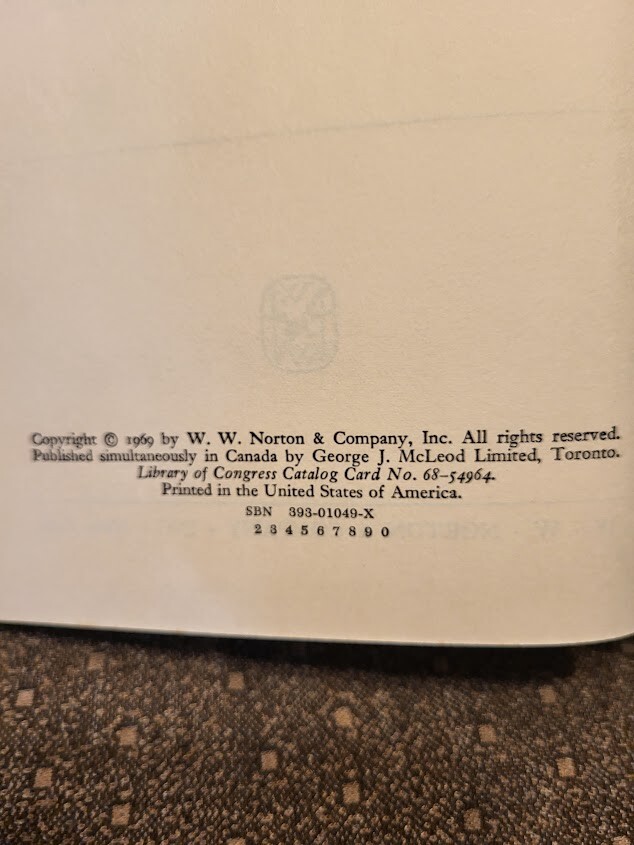 Copyright © 1969 by W. W. Norton & Company, Inc. All rights reserved.
Published simultaneously in Canada by George J. McLeod Limited, Toronto.
Library of Congress Catalog Card No. 68-54964.
Printed in the United States of America.
SBN 393-01049-X
2 3 4 5 6 7 8 9 0